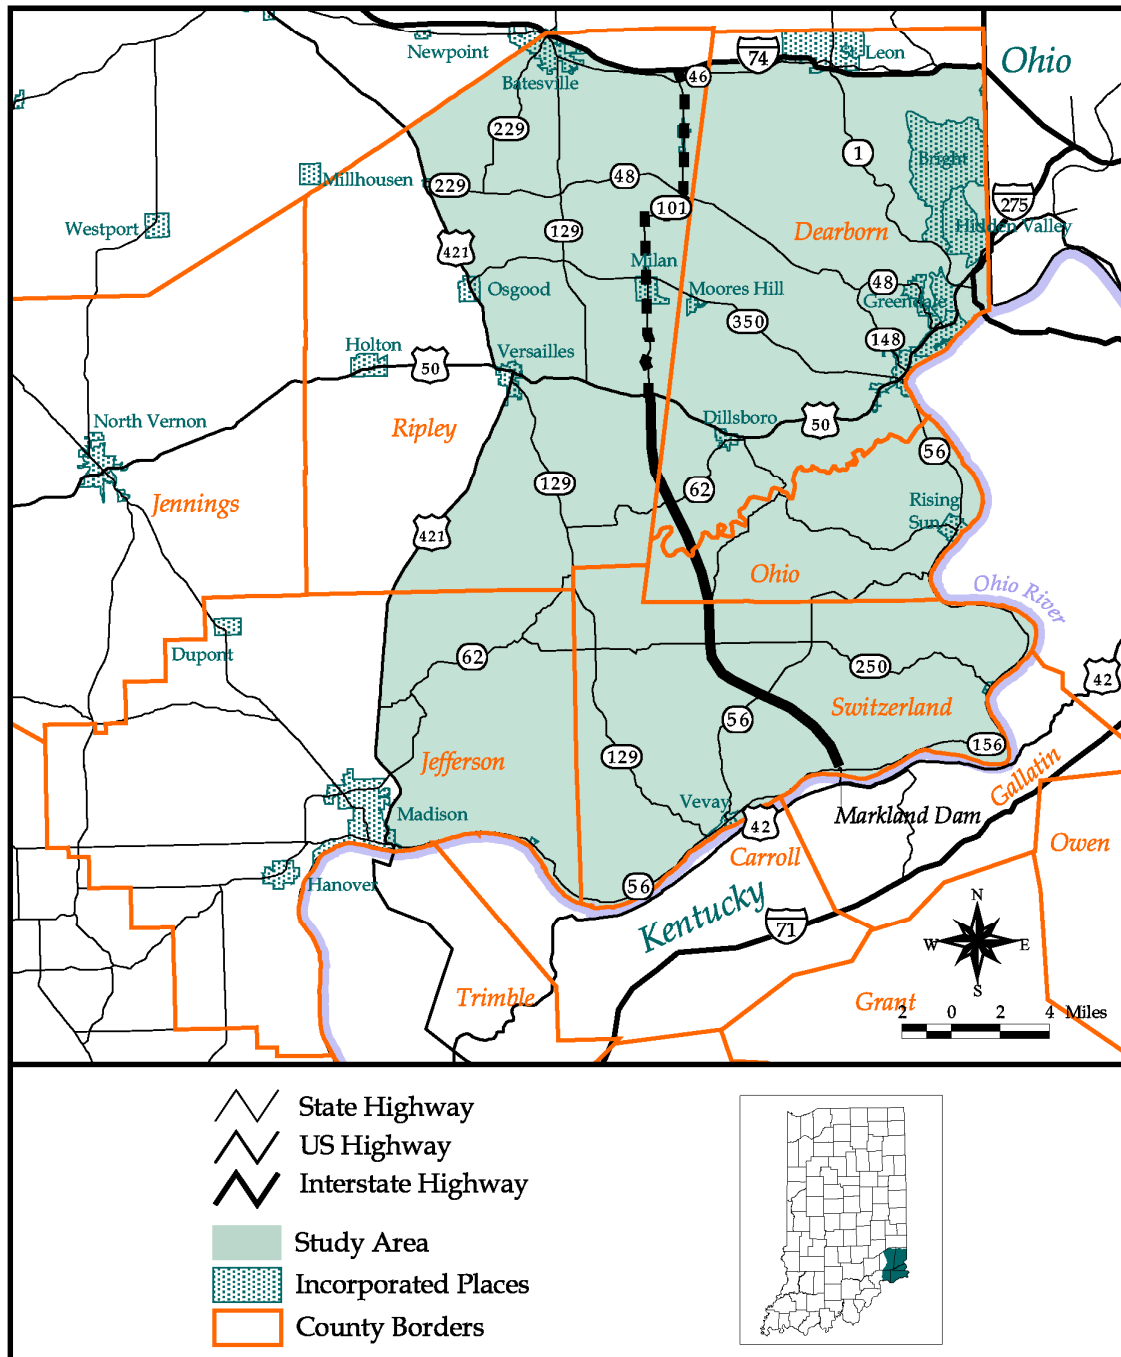 Newpoint
Batesville
46
74
St. Leon
Ohio
229
1
Bright
Millhousen
229
48
275
101
Westport
129
Dearborn
Hidden Valley
421
Milan
Osgood
Moores Hill
48
Greendale
350
148
Holton
Versailles
50
North Vernon
Ripley
Dillsboro
50
56
129
62
Jennings
Rising
Sun
421
Ohio
Ohio River
Dupont
62
250
42
Switzerland
56
129
156
Jefferson
Gallatin
Madison
Vevay
42
Markland Dam
Carroll
Owen
Hanover
56
Kentucky
71
N
W
E
S
Trimble
Grant
2 0 2 4 Miles
State Highway
US Highway
Interstate Highway
Study Area
Incorporated Places
County Borders